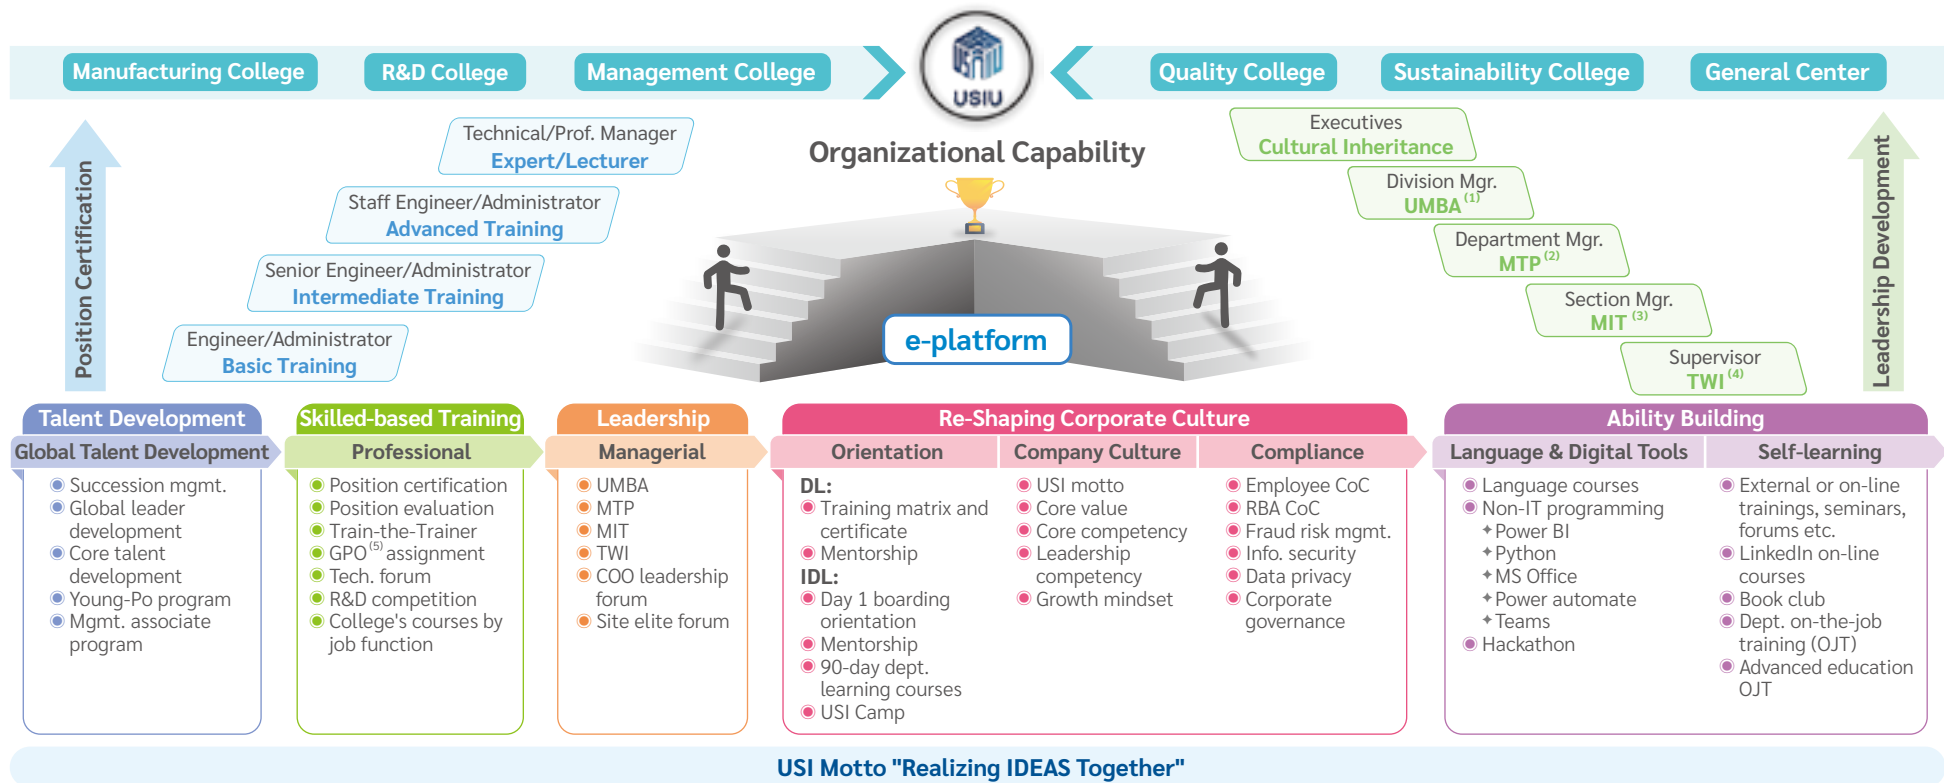 Manufacturing College
R&D College
Management College
USIU
Quality College
Sustainability College
General Center
Position Certification
Technical/Prof. Manager
Expert/Lecturer
Staff Engineer/Administrator
Advanced Training
Senior Engineer/Administrator
Intermediate Training
Engineer/Administrator
Basic Training
Organizational Capability
e-platform
Executives
Cultural Inheritance
Division Mgr.
UMBA (1)
Department Mgr.
MTP (2)
Section Mgr.
MIT (3)
Supervisor
TWI (4)
Leadership Development
Talent Development
Global Talent Development
Succession mgmt.
Global leader
development
Core talent
development
Young-Po program
Mgmt. associate
program
Skilled-based Training
Professional
Position certification
Position evaluation
Train-the-Trainer
GPO (5) assignment
Tech. forum
R&D competition
College's courses by
job function
Leadership
Managerial
UMBA
MTP
MIT
TWI
COO leadership
forum
Site elite forum
Re-Shaping Corporate Culture
Orientation
DL:
Training matrix and
certificate
Mentorship
IDL:
Day 1 boarding
orientation
Mentorship
90-day dept.
learning courses
USI Camp
Company Culture
USI motto
Core value
Core competency
Leadership
competency
Growth mindset
Compliance
Employee CoC
RBA CoC
Fraud risk mgmt.
Info. security
Data privacy
Corporate
governance
Ability Building
Language & Digital Tools
Language courses
Non-IT programming
Power BI
Python
MS Office
Power automate
Teams
Hackathon
Self-learning
External or on-line
trainings, seminars,
forums etc.
LinkedIn on-line
courses
Book club
Dept. on-the-job
training (OJT)
Advanced education
OJT
USI Motto "Realizing IDEAS Together"